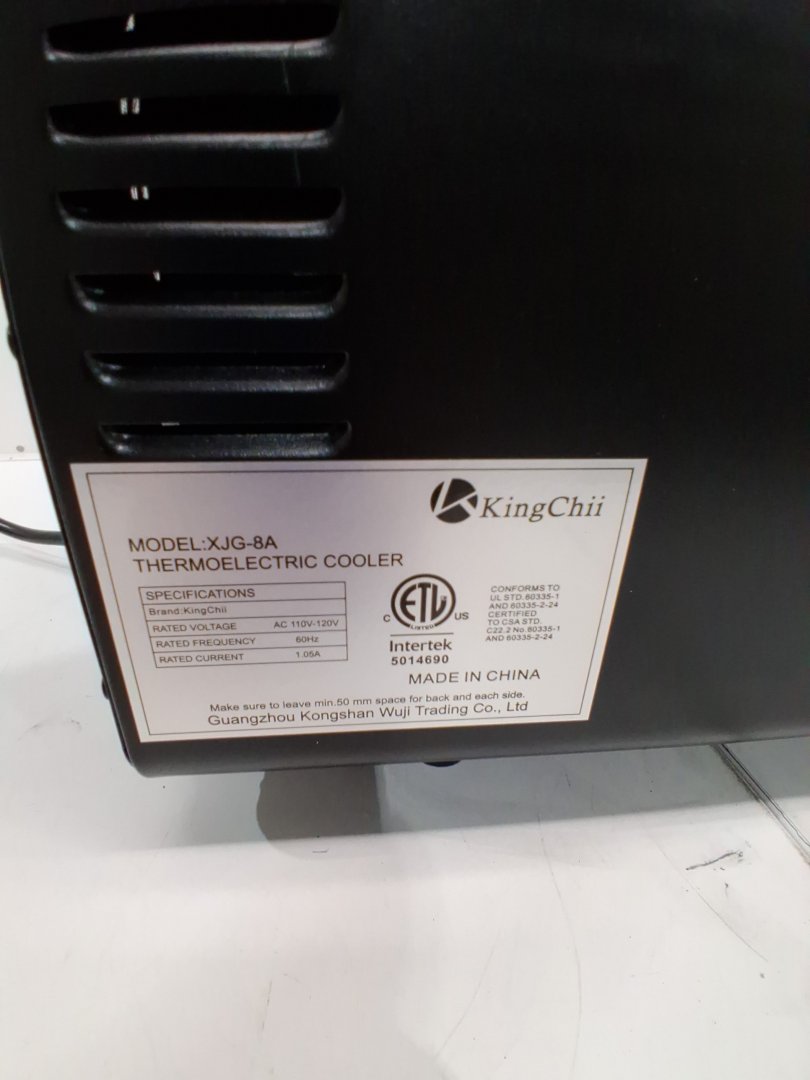 KingChii
MODEL:XJG-8A
THERMOELECTRIC COOLER
SPECIFICATIONS
Brand:KingChii
RATED VOLTAGE AC 110V-120V
RATED FREQUENCY 60Hz
RATED CURRENT 1.05A
C ETL US
LISTED
Intertek
5014690
CONFORMS TO
UL STD.60335-1
AND 60335-2-24
CERTIFIED
TO CSA STD.
C22.2 No.60335-1
AND 60335-2-24
MADE IN CHINA
Make sure to leave min.50 mm space for back and each side.
Guangzhou Kongshan Wuji Trading Co., Ltd